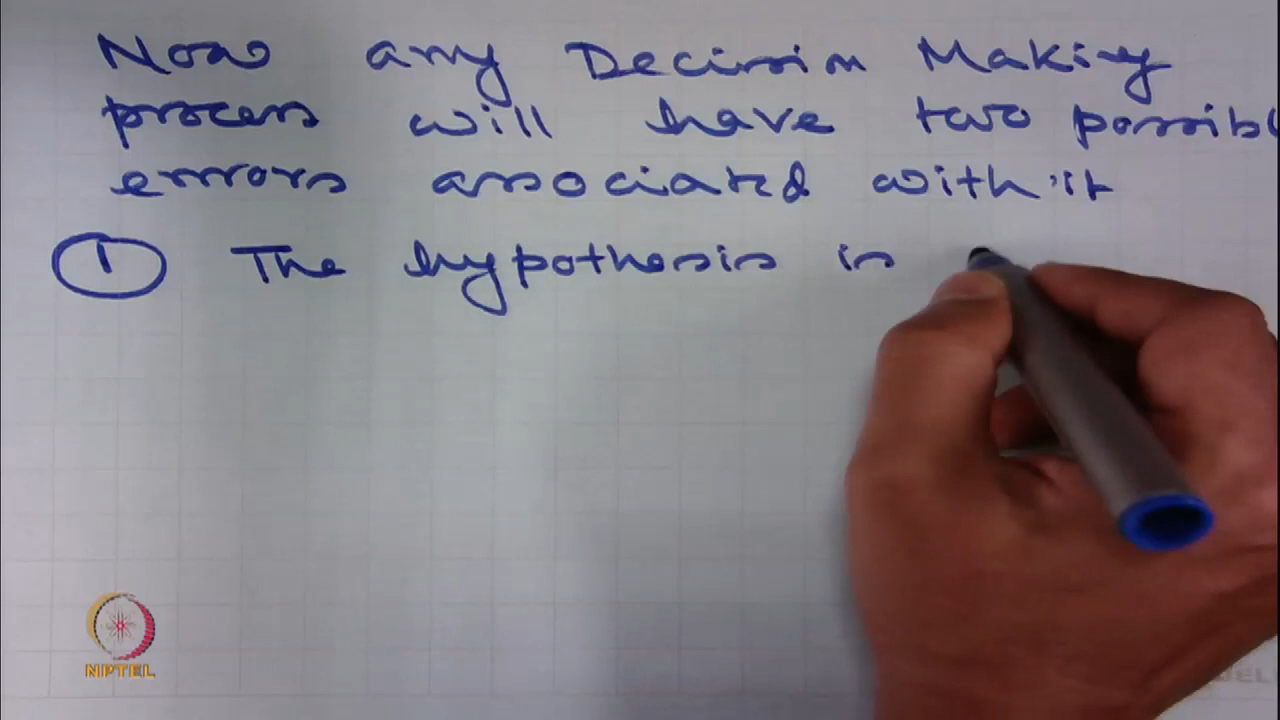 Now any Decision Making
process will have two possibl
errors associated with it
1 The hypothesis is
NPTEL